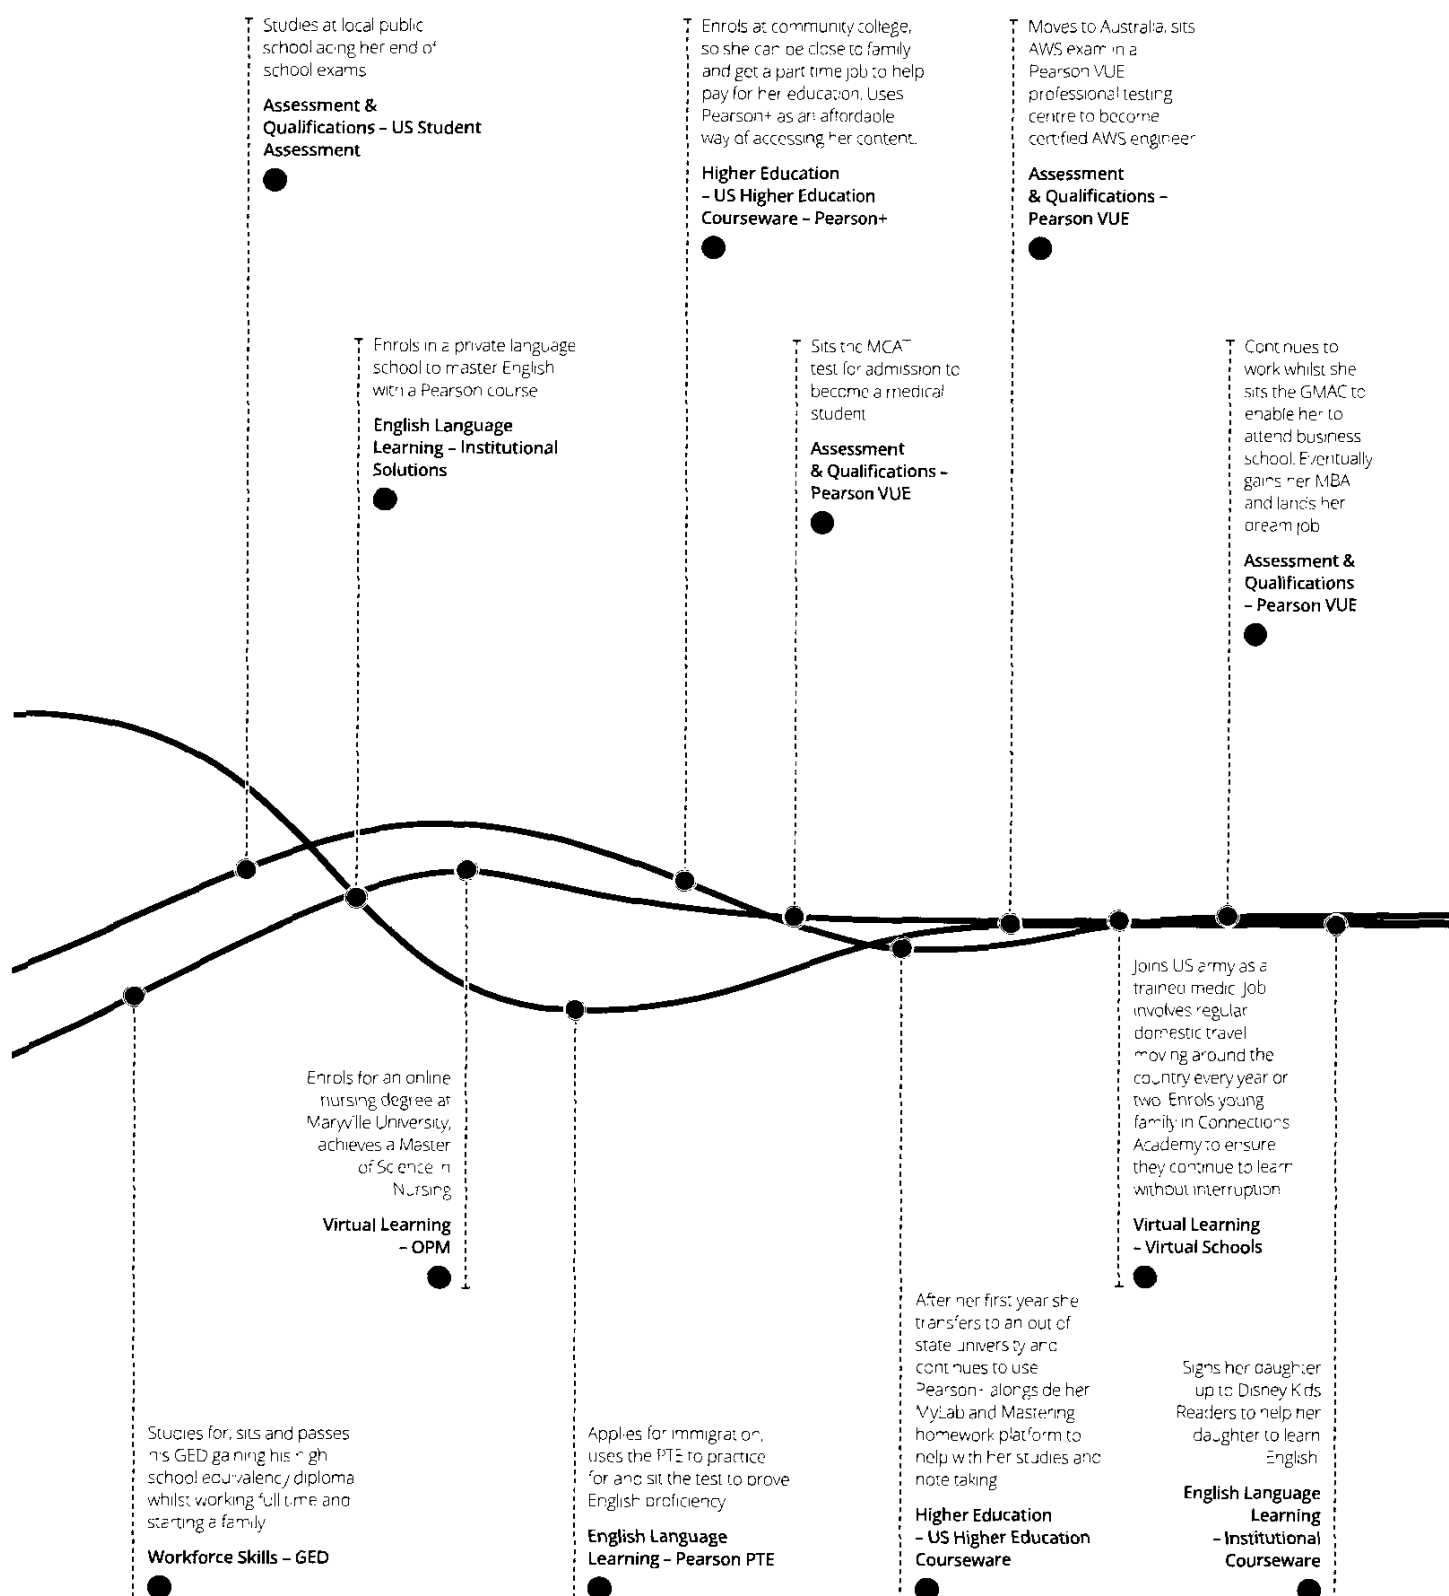 Studies at local public
school acing her end of
school exams
Assessment &
Qualifications – US Student
Assessment
Enrols at community college,
so she can be close to family
and get a part time job to help
pay for her education. Uses
Pearson+ as an affordable
way of accessing her content.
Higher Education
– US Higher Education
Courseware – Pearson+
Moves to Australia, sits
AWS exam in a
Pearson VUE
professional testing
centre to become
certified AWS engineer
Assessment
& Qualifications –
Pearson VUE
Enrols in a private language
school to master English
with a Pearson course
English Language
Learning – Institutional
Solutions
Sits the MCAT
test for admission to
become a medical
student
Assessment
& Qualifications –
Pearson VUE
Continues to
work whilst she
sits the GMAC to
enable her to
attend business
school. Eventually
gains her MBA
and lands her
dream job
Assessment &
Qualifications
– Pearson VUE
Enrols for an online
nursing degree at
Maryville University,
achieves a Master
of Science in
Nursing
Virtual Learning
– OPM
Joins US army as a
trained medic. Job
involves regular
domestic travel
moving around the
country every year or
two. Enrols young
family in Connections
Academy to ensure
they continue to learn
without interruption
Virtual Learning
– Virtual Schools
Studies for, sits and passes
his GED gaining his high
school equivalency diploma
whilst working full time and
starting a family
Workforce Skills – GED
Applies for immigration,
uses the PTE to practice
for and sit the test to prove
English proficiency
English Language
Learning – Pearson PTE
After her first year she
transfers to an out of
state university and
continues to use
Pearson+ alongside her
MyLab and Mastering
homework platform to
help with her studies and
note taking
Higher Education
– US Higher Education
Courseware
Signs her daughter
up to Disney Kids
Readers to help her
daughter to learn
English
English Language
Learning
– Institutional
Courseware